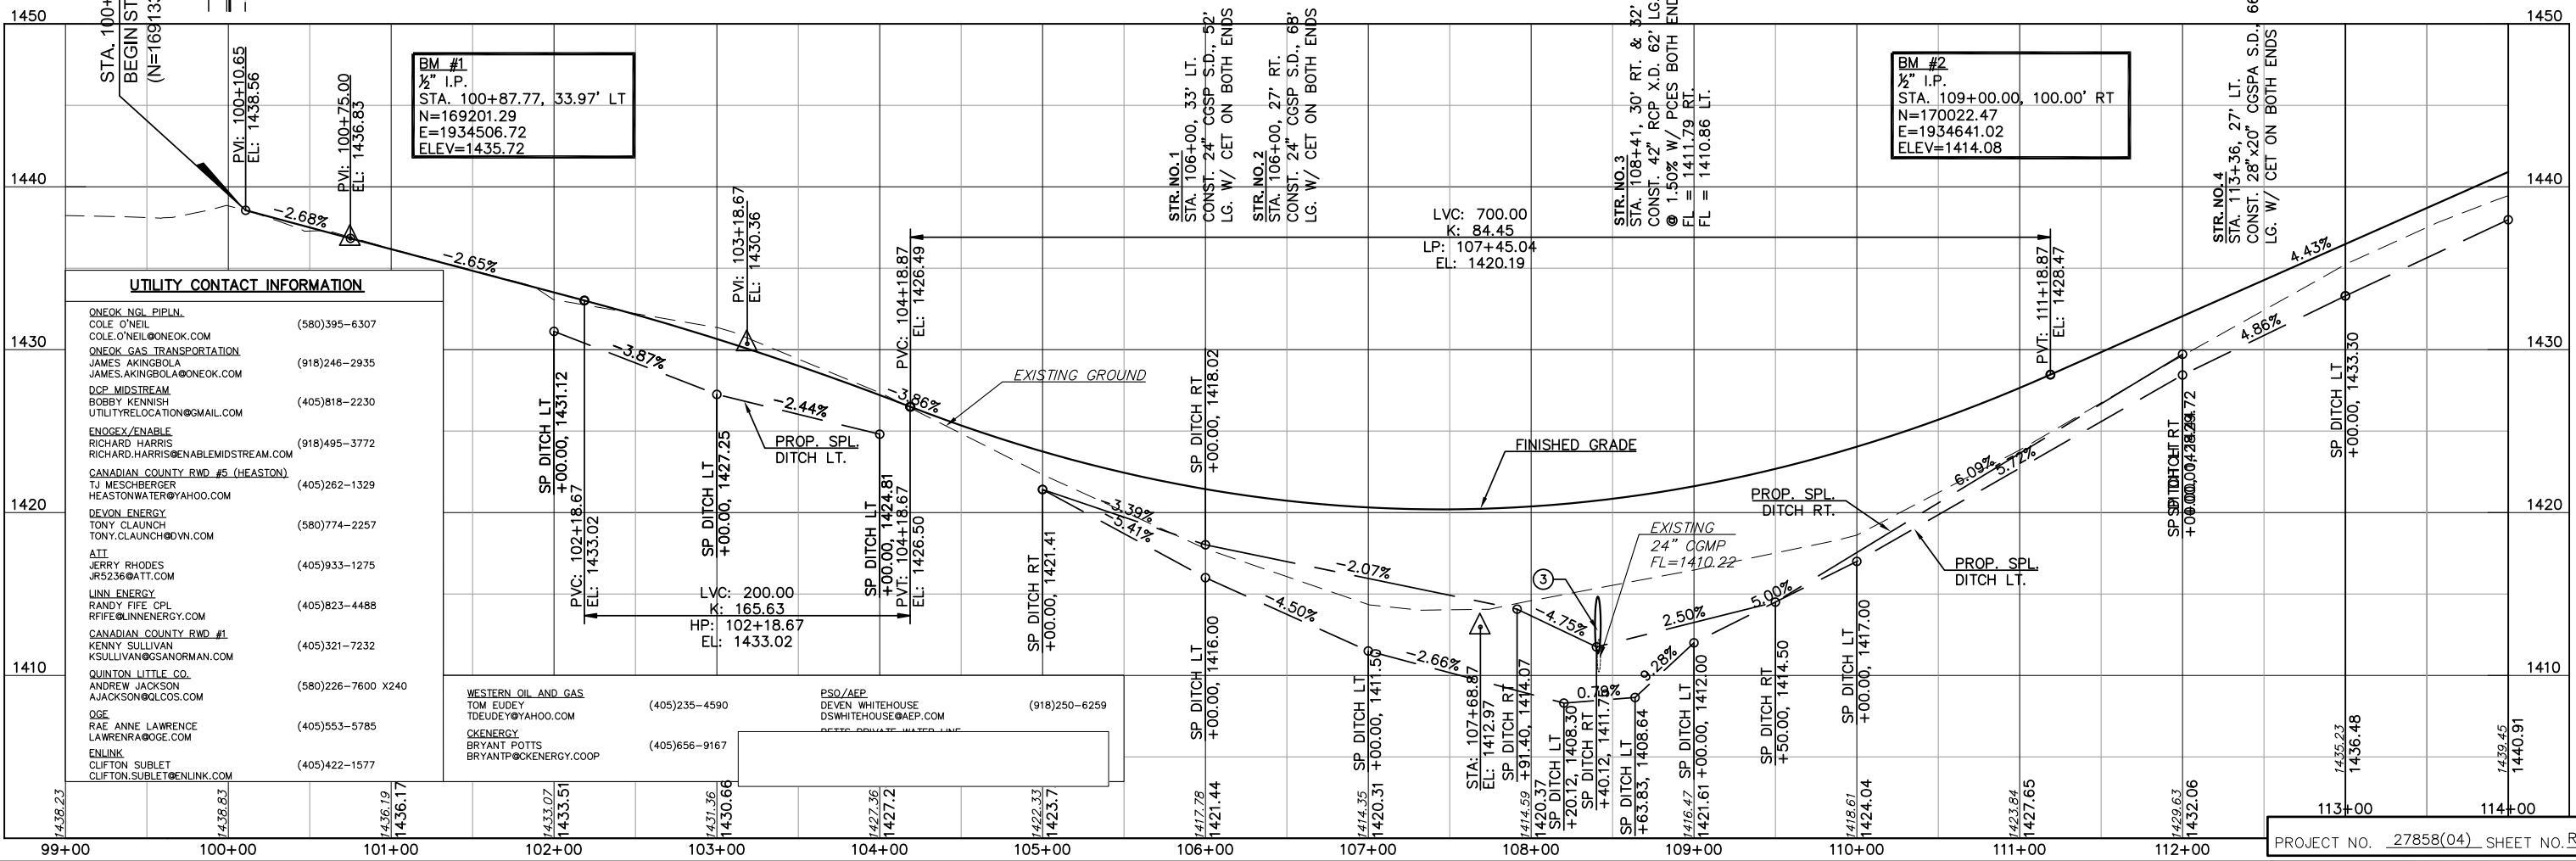 1450
1440
1430
1420
1410
STA. 100+
BEGIN ST
(N=169133
PVI: 100+10.65
EL: 1438.56
PVI: 100+75.00
EL: 1436.83
BM #1
½" I.P.
STA. 100+87.77, 33.97' LT
N=169201.29
E=1934506.72
ELEV=1435.72
-2.68%
-2.65%
PVI: 103+18.67
EL: 1430.36
PVC: 104+18.87
EL: 1426.49
STR. NO. 1
STA. 106+00, 33' LT.
CONST. 24" CGSP S.D., 52'
LG. W/ CET ON BOTH ENDS
STR. NO. 2
STA. 106+00, 27' RT.
CONST. 24" CGSP S.D., 68'
LG. W/ CET ON BOTH ENDS
LVC: 700.00
K: 84.45
LP: 107+45.04
EL: 1420.19
STR. NO. 3
STA. 108+41, 30' RT. & 32'
CONST. 42" RCP X.D. 62' LG.
@ 1.50% W/ PCES BOTH END
FL = 1411.79 RT.
FL = 1410.86 LT.
BM #2
½" I.P.
STA. 109+00.00, 100.00' RT
N=170022.47
E=1934641.02
ELEV=1414.08
STR. NO. 4
STA. 113+36, 27' LT.
CONST. 28"x20" CGSPA S.D., 66
LG. W/ CET ON BOTH ENDS
PVT: 111+18.87
EL: 1428.47
4.43%
4.86%
1450
1440
1430
1420
1410
UTILITY CONTACT INFORMATION
ONEOK NGL PIPLN.
COLE O'NEIL (580)395-6307
COLE.O'NEIL@ONEOK.COM
ONEOK GAS TRANSPORTATION
JAMES AKINGBOLA (918)246-2935
JAMES.AKINGBOLA@ONEOK.COM
DCP MIDSTREAM
BOBBY KENNISH (405)818-2230
UTILITYRELOCATION@GMAIL.COM
ENOGEX/ENABLE
RICHARD HARRIS (918)495-3772
RICHARD.HARRIS@ENABLEMIDSTREAM.COM
CANADIAN COUNTY RWD #5 (HEASTON)
TJ MESCHBERGER (405)262-1329
HEASTONWATER@YAHOO.COM
DEVON ENERGY
TONY CLAUNCH (580)774-2257
TONY.CLAUNCH@DVN.COM
ATT
JERRY RHODES (405)933-1275
JR5236@ATT.COM
LINN ENERGY
RANDY FIFE CPL (405)823-4488
RFIFE@LINNENERGY.COM
CANADIAN COUNTY RWD #1
KENNY SULLIVAN (405)321-7232
KSULLIVAN@GSANORMAN.COM
QUINTON LITTLE CO.
ANDREW JACKSON (580)226-7600 X240
AJACKSON@QLCOS.COM
OGE
RAE ANNE LAWRENCE (405)553-5785
LAWRENRA@OGE.COM
ENLINK
CLIFTON SUBLET (405)422-1577
CLIFTON.SUBLET@ENLINK.COM
WESTERN OIL AND GAS
TOM EUDEY (405)235-4590
TDEUDEY@YAHOO.COM
CKENERGY
BRYANT POTTS (405)656-9167
BRYANTP@CKENERGY.COOP
PSO/AEP
DEVEN WHITEHOUSE (918)250-6259
DSWHITEHOUSE@AEP.COM
-3.87%
-2.44%
-3.86%
EXISTING GROUND
PROP. SPL.
DITCH LT.
SP DITCH LT
+00.00, 1431.12
PVC: 102+18.67
EL: 1433.02
SP DITCH LT
+00.00, 1427.25
SP DITCH LT
+00.00, 1424.81
PVT: 104+18.67
EL: 1426.50
LVC: 200.00
K: 165.63
HP: 102+18.67
EL: 1433.02
SP DITCH RT
+00.00, 1421.41
SP DITCH RT
+00.00, 1418.02
-3.39%
-5.41%
FINISHED GRADE
-2.07%
-4.50%
-2.66%
-4.75%
SP DITCH LT
+00.00, 1416.00
SP DITCH LT
+00.00, 1411.50
STA: 107+68.87
EL: 1412.97
SP DITCH RT
+91.40, 1414.07
SP DITCH LT
+20.12, 1408.30
SP DITCH RT
+40.12, 1411.75
SP DITCH LT
+63.83, 1408.64
3
EXISTING
24" CGMP
FL=1410.22
9.28%
2.50%
5.00%
SP DITCH LT
+00.00, 1412.00
SP DITCH RT
+50.00, 1414.50
SP DITCH LT
+00.00, 1417.00
PROP. SPL.
DITCH RT.
PROP. SPL.
DITCH LT.
6.09%
5.72%
SP DITCH LT
+00.00, 1433.30
1438.23
1438.83
1436.19
1436.17
1433.07
1433.51
1431.36
1430.66
1427.36
1427.2
1422.33
1423.7
1417.78
1421.44
1414.35
1420.31
1414.59
1420.37
1416.47
1421.61
1418.61
1424.04
1423.84
1427.65
1429.63
1432.06
1435.23
1436.48
1439.45
1440.91
99+00
100+00
101+00
102+00
103+00
104+00
105+00
106+00
107+00
108+00
109+00
110+00
111+00
112+00
113+00
114+00
PROJECT NO. 27858(04) SHEET NO. R